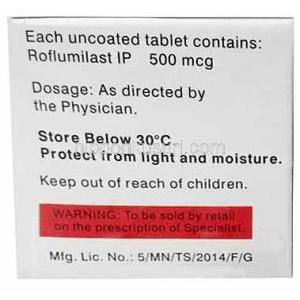 Each uncoated tablet contains:
Roflumilast IP 500 mcg
Dosage: As directed by
the Physician.
Store Below 30°C.
Protect from light and moisture.
Keep out of reach of children.
WARNING: To be sold by retail
on the prescription of Specialist.
Mfg. Lic. No.: 5/MN/TS/2014/F/G